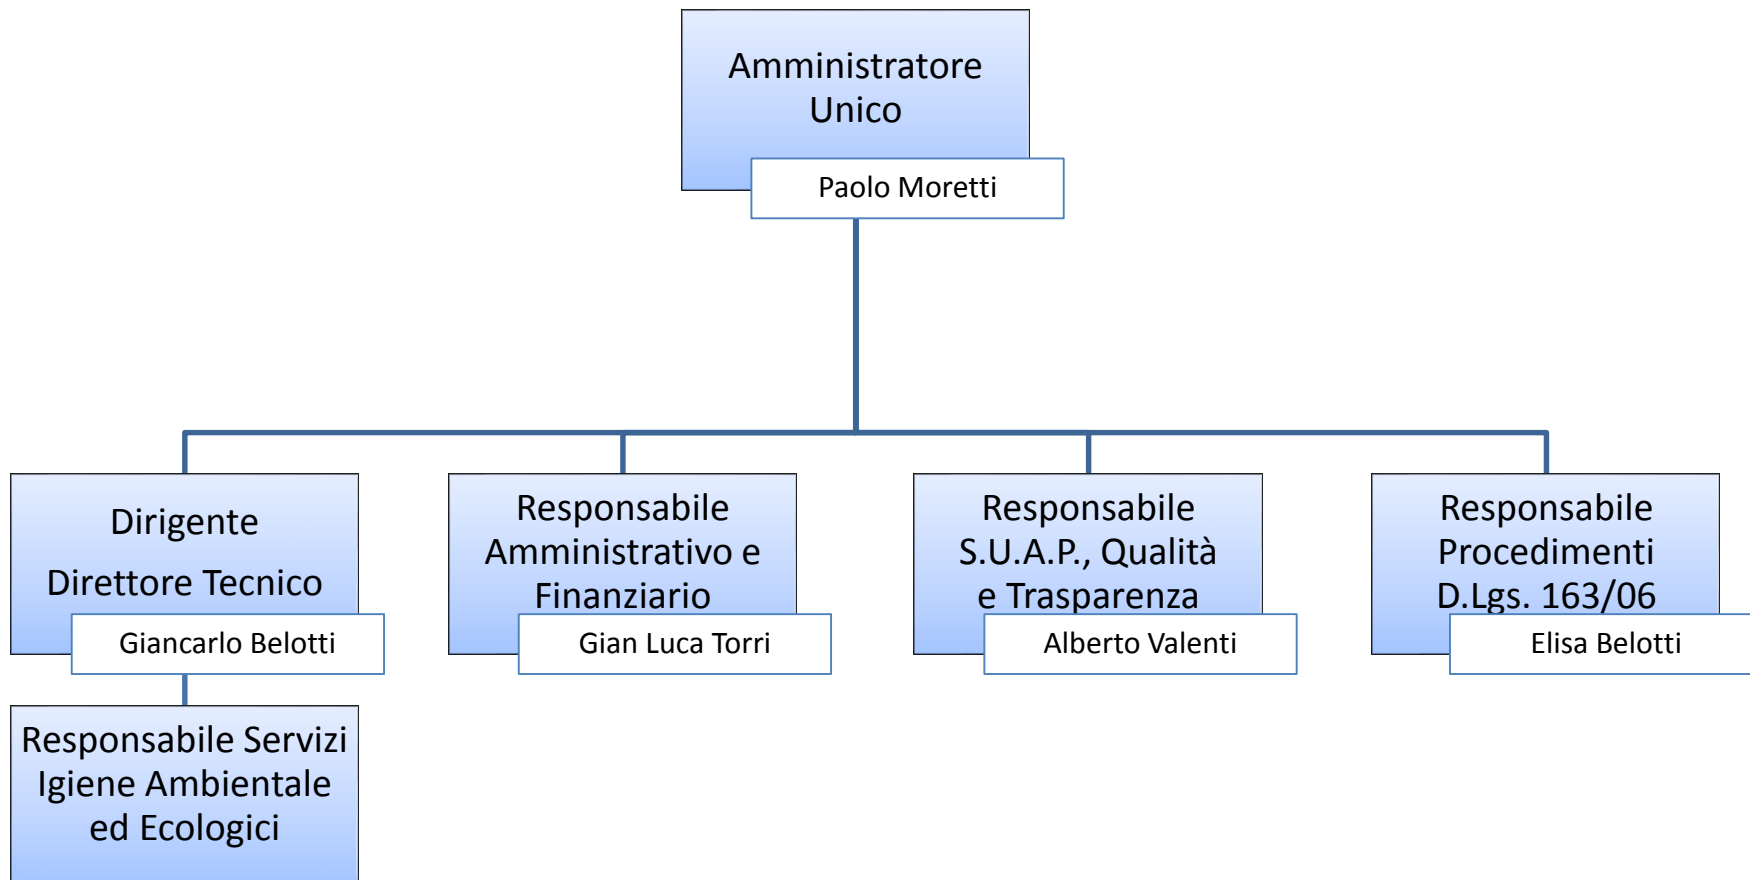 Amministratore
Unico
Paolo Moretti
Dirigente
Direttore Tecnico
Giancarlo Belotti
Responsabile
Amministrativo e
Finanziario
Gian Luca Torri
Responsabile
S.U.A.P., Qualità
e Trasparenza
Alberto Valenti
Responsabile
Procedimenti
D.Lgs. 163/06
Elisa Belotti
Responsabile Servizi
Igiene Ambientale
ed Ecologici